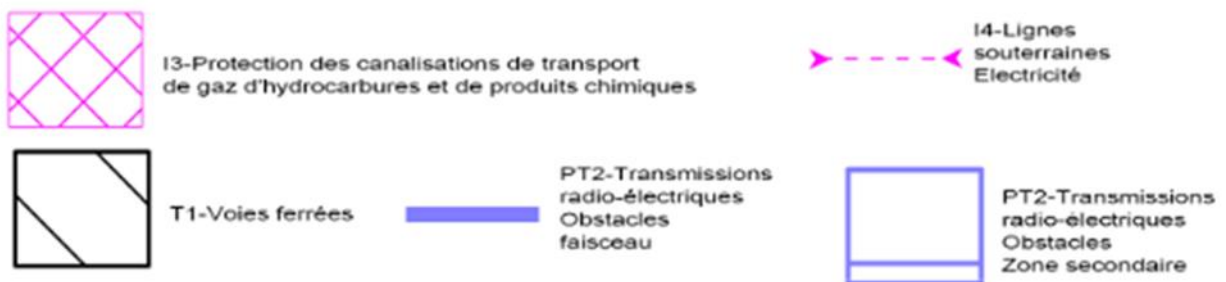 I3-Protection des canalisations de transport
de gaz d'hydrocarbures et de produits chimiques
I4-Lignes
souterraines
Electricité
T1-Voies ferrées
PT2-Transmissions
radio-électriques
Obstacles
faisceau
PT2-Transmissions
radio-électriques
Obstacles
Zone secondaire